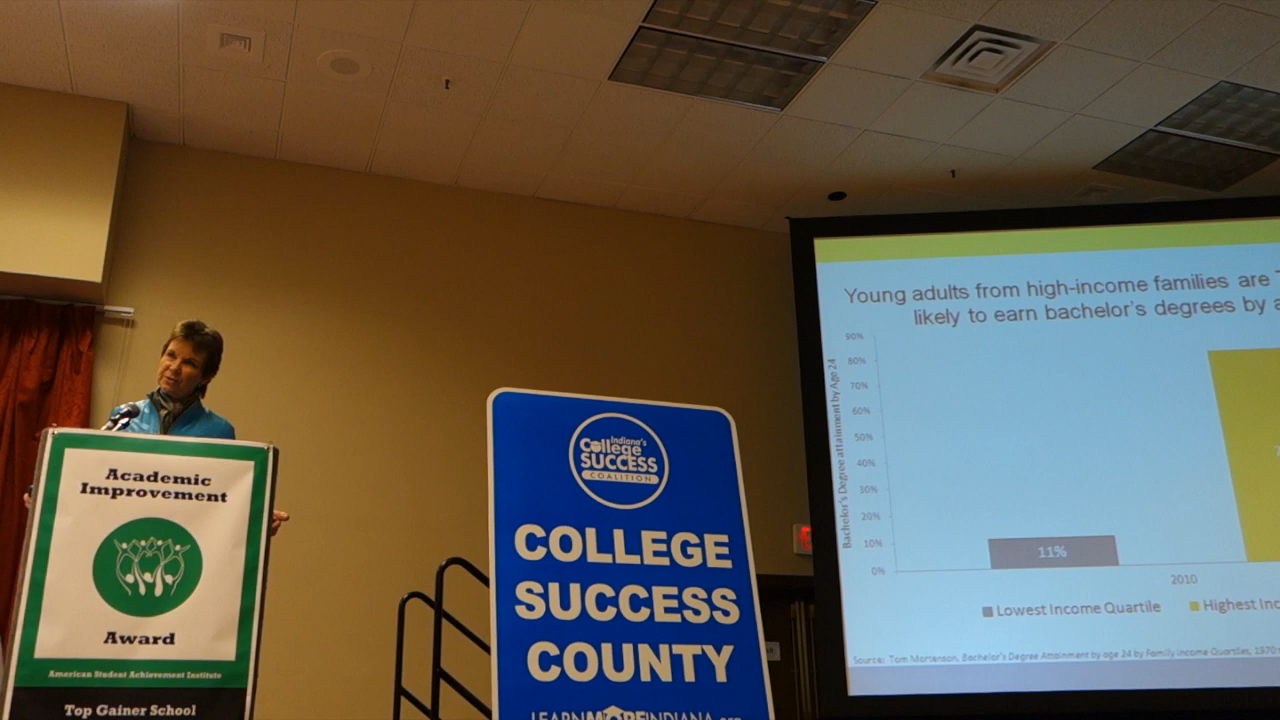 Academic
Improvement
Award
American Student Achievement Institute
Top Gainer School
Indiana's
College
SUCCESS
COALITION
COLLEGE
SUCCESS
COUNTY
LEARNMOREINDIANA.ORG
Young adults from high-income families are
likely to earn bachelor's degrees by a
Bachelor's Degree attainment by Age 24
90%
80%
70%
60%
50%
40%
30%
20%
10%
0%
11%
2010
Lowest Income Quartile
Highest Inc
Source: Tom Mortenson, Bachelor's Degree Attainment by age 24 by Family Income Quartiles, 1970